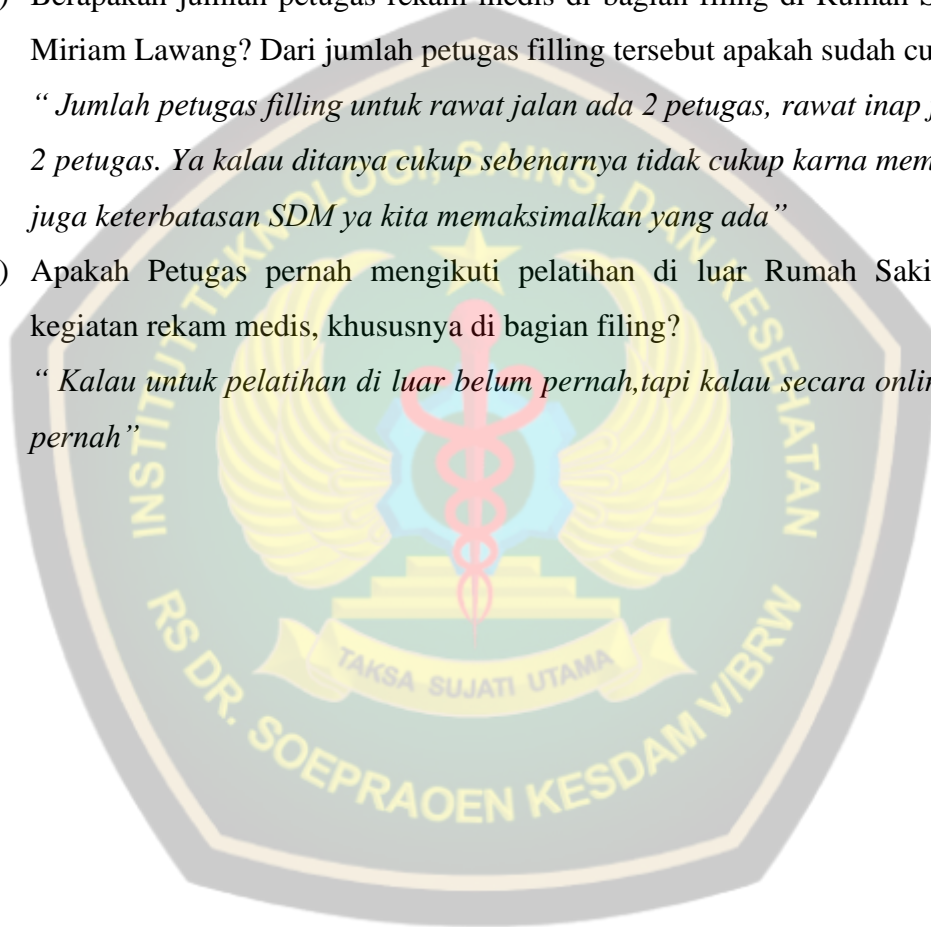 ) Berapakah jumlah petugas rekam medis di bagian filing di Rumah S
Miriam Lawang? Dari jumlah petugas filling tersebut apakah sudah cu
“ Jumlah petugas filling untuk rawat jalan ada 2 petugas, rawat inap j
2 petugas. Ya kalau ditanya cukup sebenarnya tidak cukup karna mem
juga keterbatasan SDM ya kita memaksimalkan yang ada”
) Apakah Petugas pernah mengikuti pelatihan di luar Rumah Saki
kegiatan rekam medis, khususnya di bagian filing?
“ Kalau untuk pelatihan di luar belum pernah,tapi kalau secara onlin
pernah”
INSTITUT TEKNOLOGI, SAINS, DAN KESEHATAN
TAKSA SUJATI UTAMA
RS DR. SOEPRAOEN KESDAM V/BRW